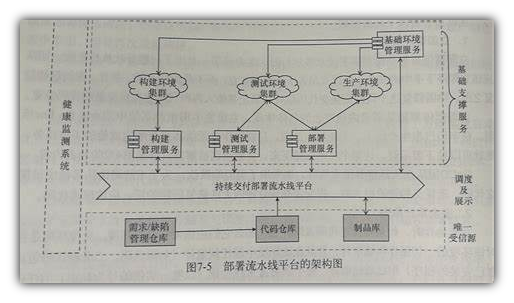 基础环境
管理服务
构建环境
集群
测试环境
集群
生产环境
集群
基础支撑服务
健康监测系统
构建
管理服务
测试
管理服务
部署
管理服务
持续交付部署流水线平台
调度
及
展示
需求/缺陷
管理仓库
代码仓库
制品库
唯一
受信源
图7-5 部署流水线平台的架构图